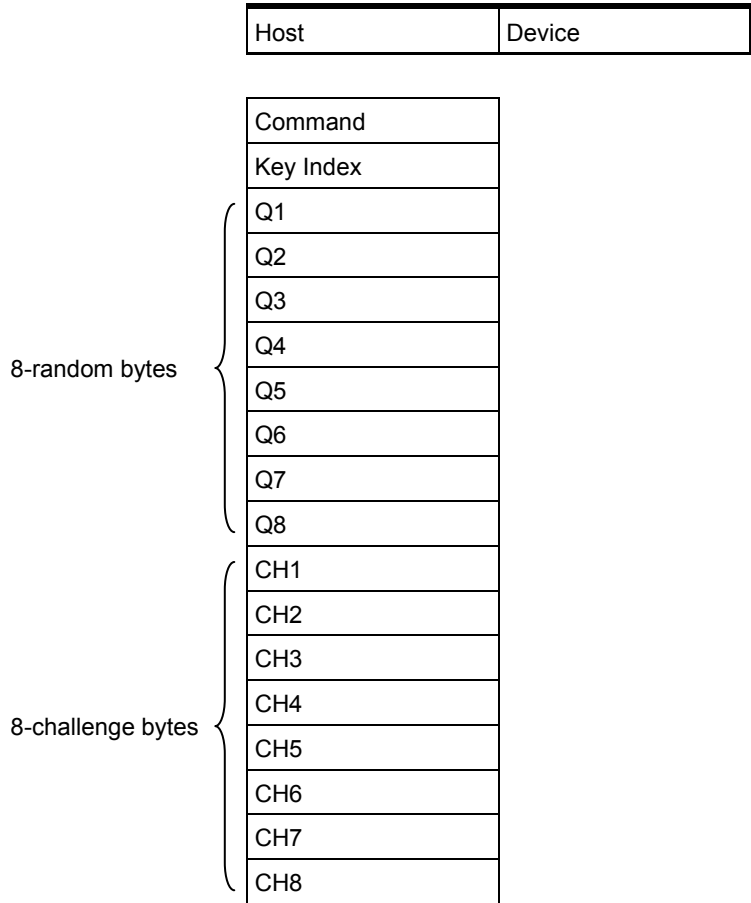 Host Device
Command
Key Index
Q1
Q2
Q3
Q4
8-random bytes
Q5
Q6
Q7
Q8
CH1
CH2
CH3
CH4
8-challenge bytes
CH5
CH6
CH7
CH8